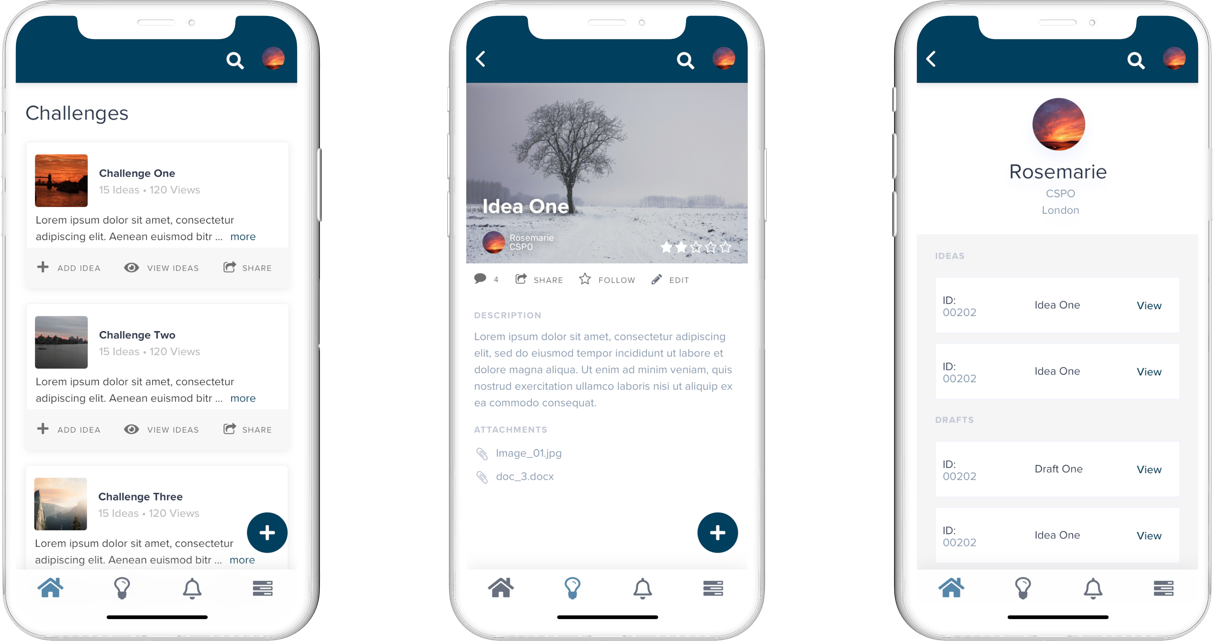 Challenges
Challenge One
15 Ideas • 120 Views
Lorem ipsum dolor sit amet, consectetur
adipiscing elit. Aenean euismod bitr ... more
ADD IDEA VIEW IDEAS SHARE
Challenge Two
15 Ideas • 120 Views
Lorem ipsum dolor sit amet, consectetur
adipiscing elit. Aenean euismod bitr ... more
ADD IDEA VIEW IDEAS SHARE
Challenge Three
15 Ideas • 120 Views
Lorem ipsum dolor sit amet, consectetur
adipiscing elit. Aenean euismod bitr ... more
Idea One
Rosemarie
CSPO
4 SHARE FOLLOW EDIT
DESCRIPTION
Lorem ipsum dolor sit amet, consectetur adipiscing
elit, sed do eiusmod tempor incididunt ut labore et
dolore magna aliqua. Ut enim ad minim veniam, quis
nostrud exercitation ullamco laboris nisi ut aliquip ex
ea commodo consequat.
ATTACHMENTS
Image_01.jpg
doc_3.docx
Rosemarie
CSPO
London
IDEAS
ID:
00202
Idea One
View
ID:
00202
Idea One
View
DRAFTS
ID:
00202
Draft One
View
ID:
00202
Idea One
View